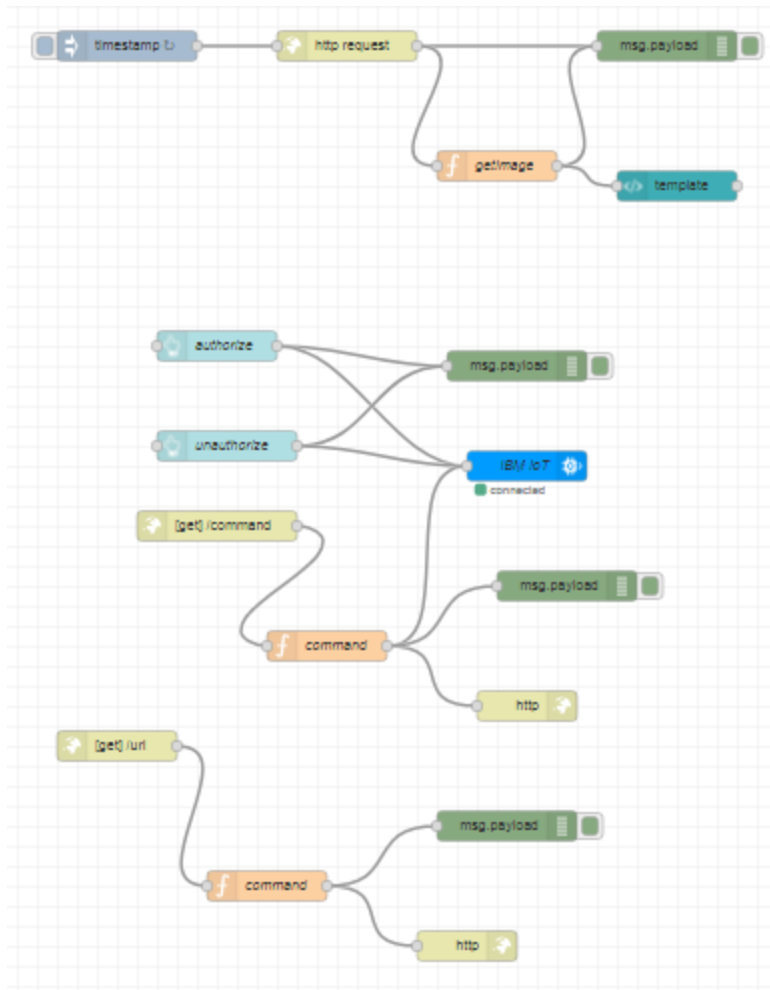 timestamp ↻
http request
msg.payload
getImage
template
authorize
msg.payload
unauthorize
IBM IoT
connected
[get] /command
msg.payload
command
http
[get] /url
msg.payload
command
http